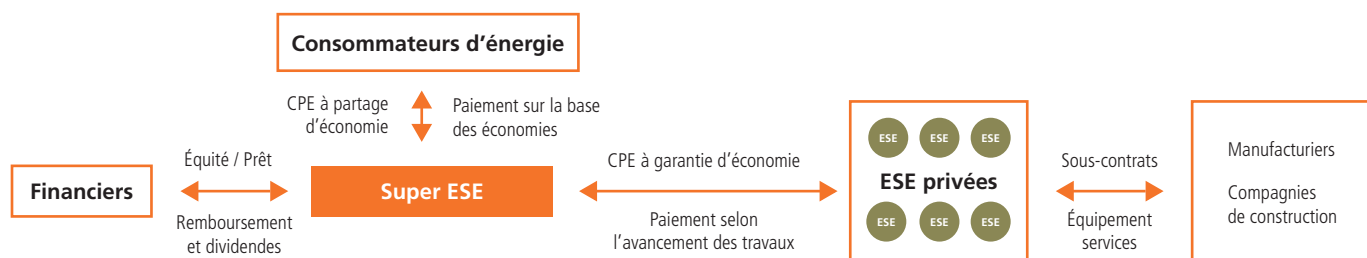 Consommateurs d'énergie
CPE à partage
d'économie
Paiement sur la base
des économies
Financiers
Équité / Prêt
Remboursement
et dividendes
Super ESE
CPE à garantie d'économie
Paiement selon
l'avancement des travaux
ESE ESE ESE
ESE privées
ESE ESE ESE
Sous-contrats
Équipement
services
Manufacturiers
Compagnies
de construction